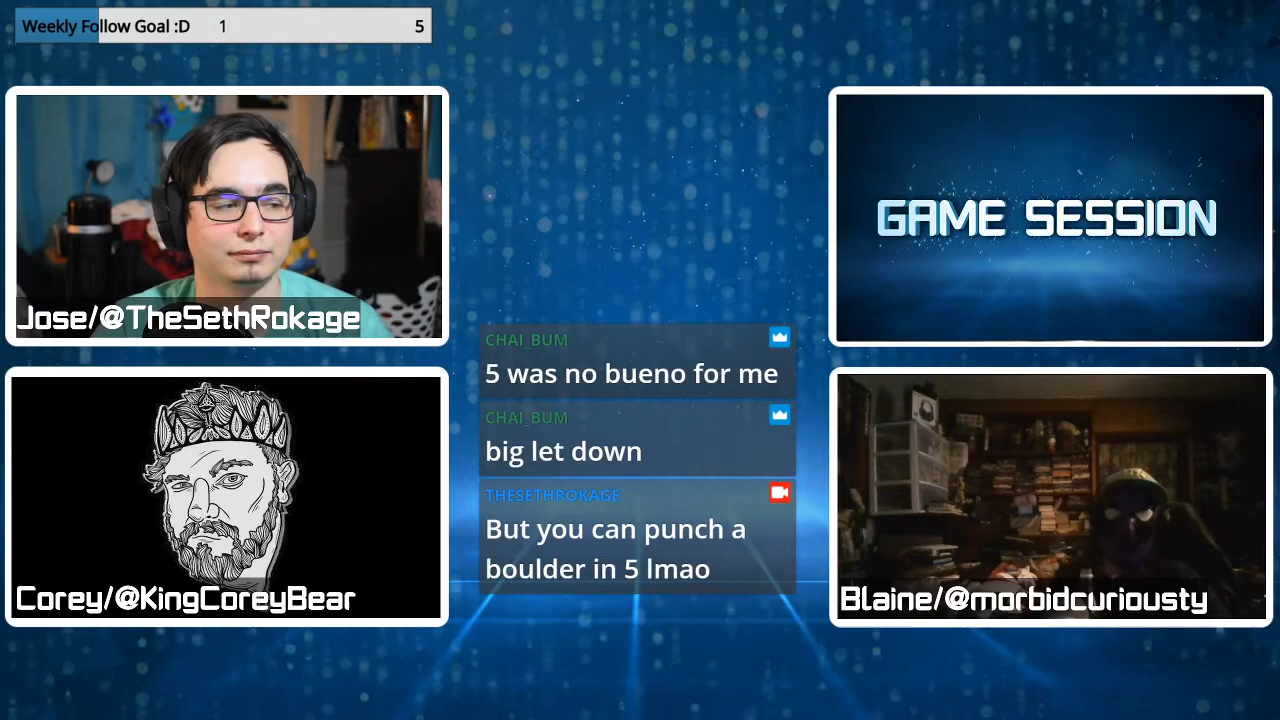 Weekly Follow Goal :D 1 5
Jose/@TheSethRokage
GAME SESSION
CHAI_BUM
5 was no bueno for me
CHAI_BUM
big let down
THESETHROKAGE
But you can punch a
boulder in 5 lmao
Corey/@KingCoreyBear
Blaine/@morbidcuriousty